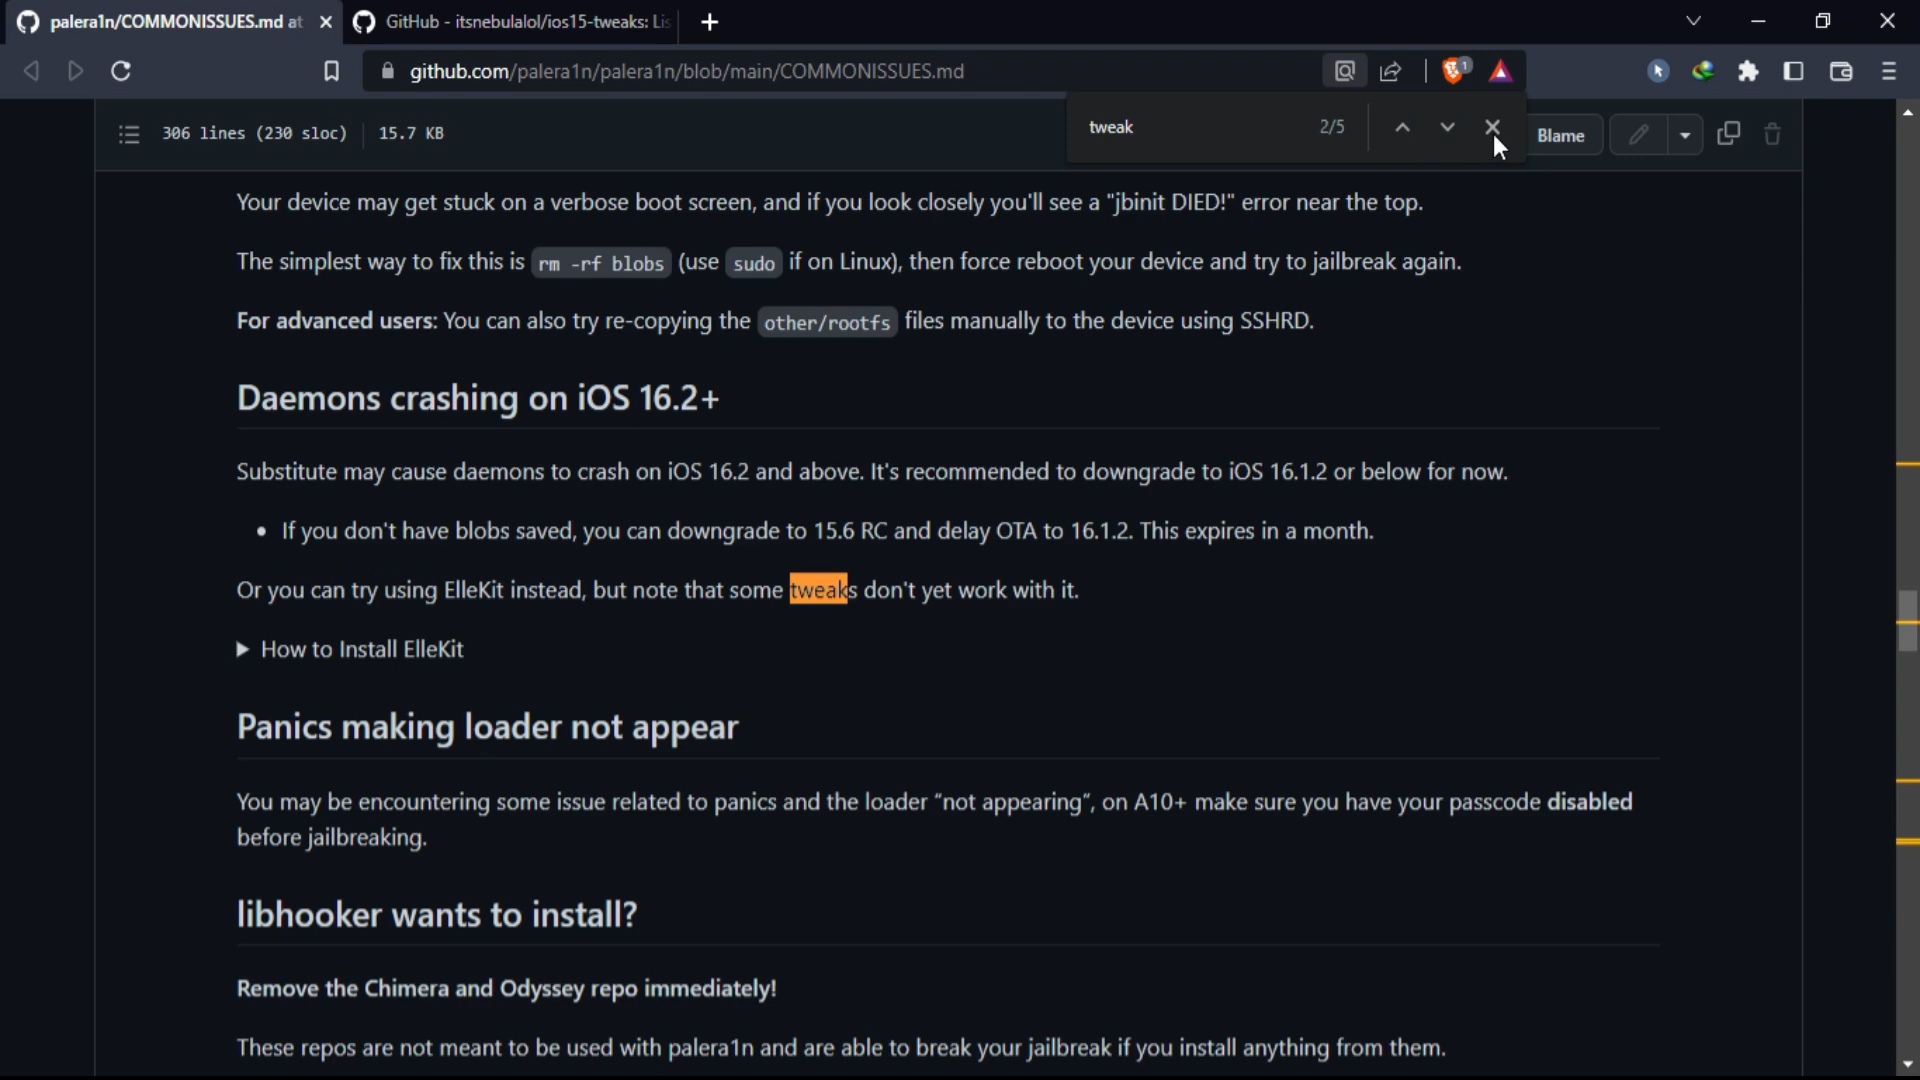 palera1n/COMMONISSUES.md at
GitHub - itsnebulalol/ios15-tweaks: Lis
github.com/palera1n/palera1n/blob/main/COMMONISSUES.md
1
tweak
2/5
306 lines (230 sloc)
15.7 KB
Blame
Your device may get stuck on a verbose boot screen, and if you look closely you'll see a "jbinit DIED!" error near the top.
The simplest way to fix this is rm -rf blobs (use sudo if on Linux), then force reboot your device and try to jailbreak again.
For advanced users: You can also try re-copying the other/rootfs files manually to the device using SSHRD.
Daemons crashing on iOS 16.2+
Substitute may cause daemons to crash on iOS 16.2 and above. It's recommended to downgrade to iOS 16.1.2 or below for now.
• If you don't have blobs saved, you can downgrade to 15.6 RC and delay OTA to 16.1.2. This expires in a month.
Or you can try using ElleKit instead, but note that some tweaks don't yet work with it.
How to Install ElleKit
Panics making loader not appear
You may be encountering some issue related to panics and the loader “not appearing”, on A10+ make sure you have your passcode disabled
before jailbreaking.
libhooker wants to install?
Remove the Chimera and Odyssey repo immediately!
These repos are not meant to be used with palera1n and are able to break your jailbreak if you install anything from them.